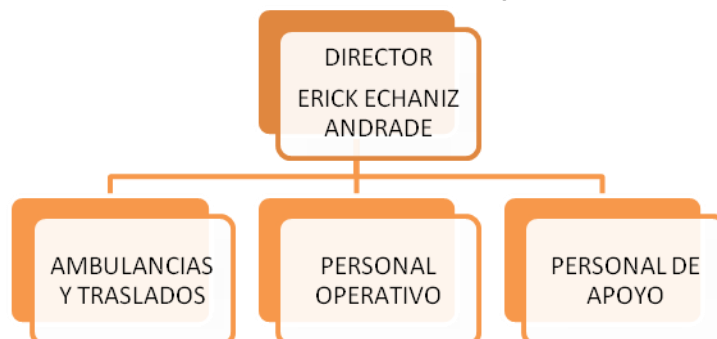 DIRECTOR
ERICK ECHANIZ
ANDRADE
AMBULANCIAS
Y TRASLADOS
PERSONAL
OPERATIVO
PERSONAL DE
APOYO